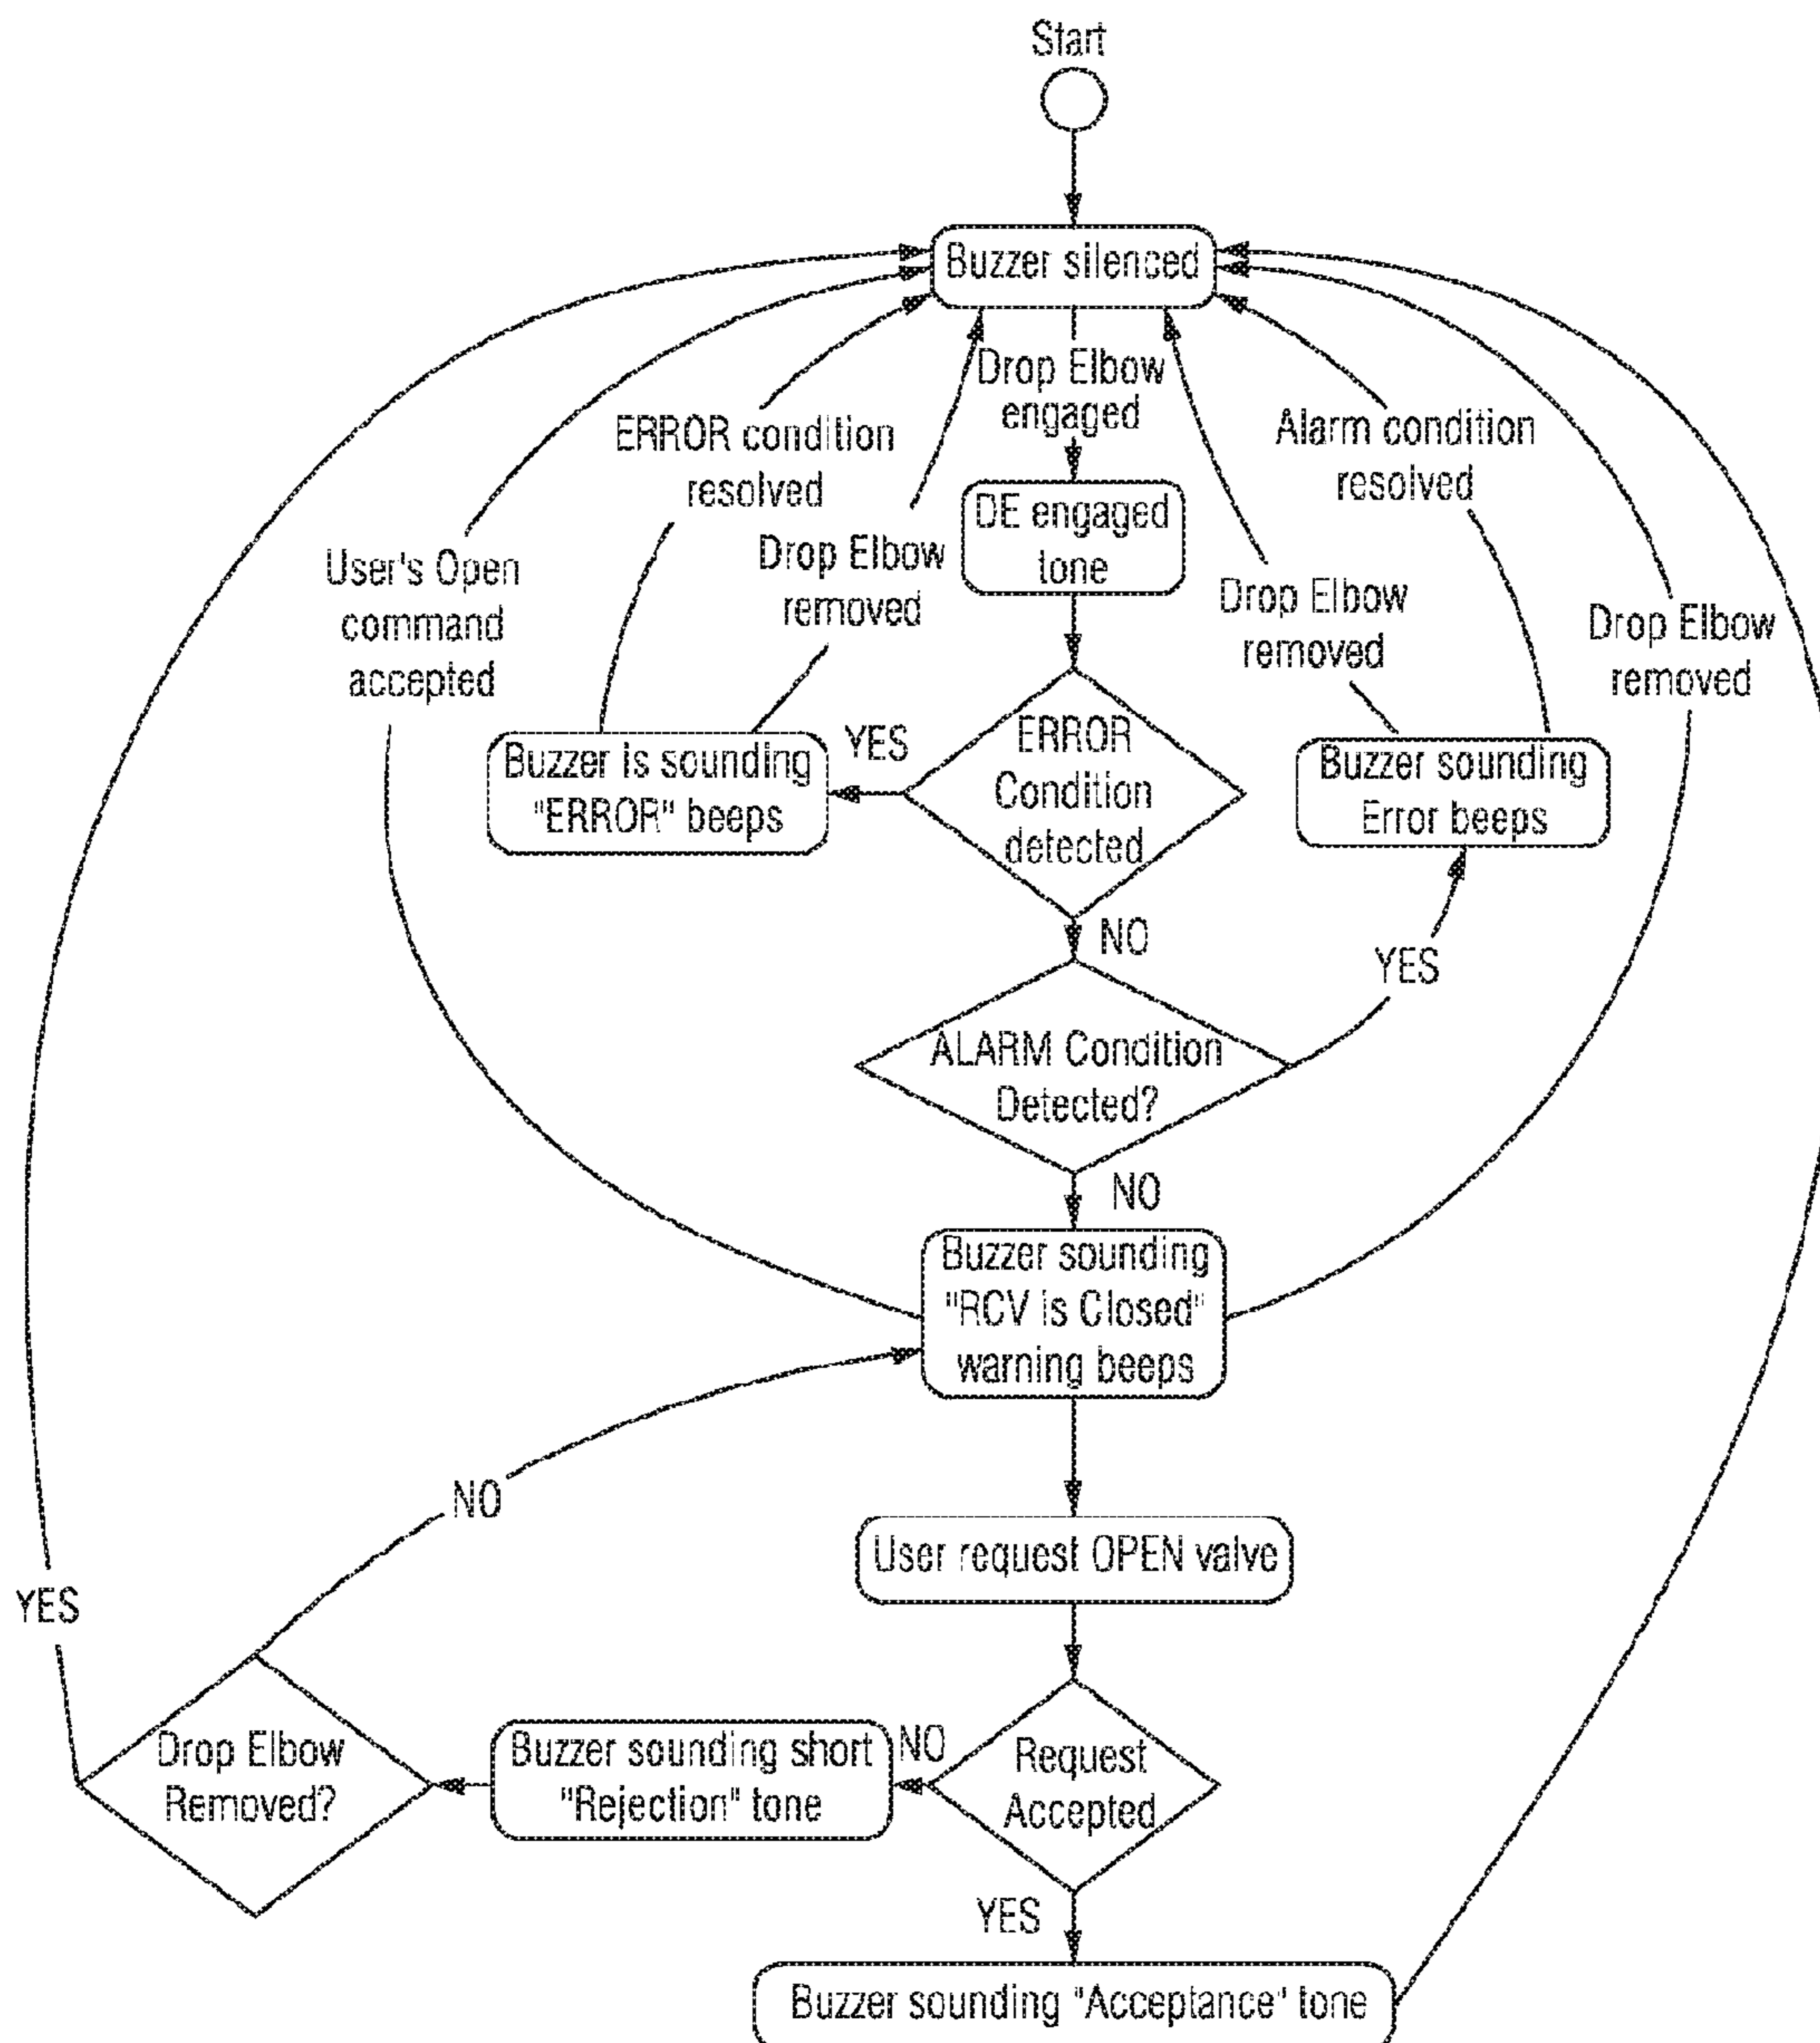 Start
Buzzer silenced
Drop Elbow
engaged
ERROR condition
resolved
Alarm condition
resolved
DE engaged
tone
User's Open
command
accepted
Drop Elbow
removed
Drop Elbow
removed
Drop Elbow
removed
Buzzer is sounding
"ERROR" beeps
YES
ERROR
Condition
detected
Buzzer sounding
Error beeps
NO
YES
ALARM Condition
Detected?
NO
Buzzer sounding
"RCV is Closed"
warning beeps
NO
User request OPEN valve
YES
Drop Elbow
Removed?
Buzzer sounding short
"Rejection" tone
NO
Request
Accepted
YES
Buzzer sounding "Acceptance" tone